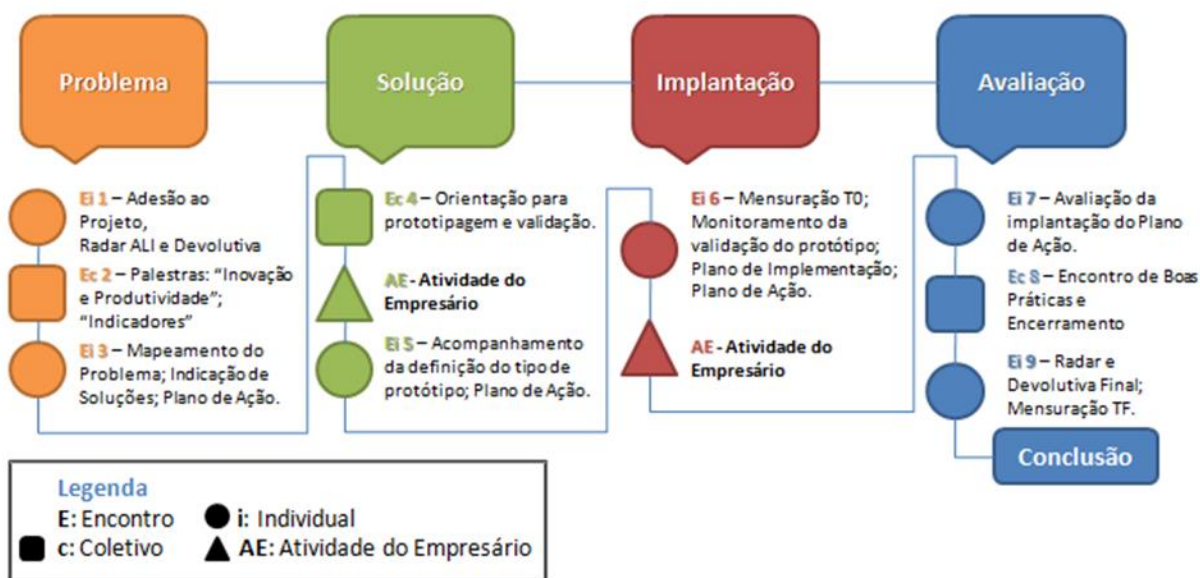 Problema
Solução
Implantação
Avaliação
Ei 1 – Adesão ao
Projeto,
Radar ALI e Devolutiva
Ec 2 – Palestras: “Inovação
e Produtividade”;
“Indicadores”
Ei 3 – Mapeamento do
Problema; Indicação de
Soluções; Plano de Ação.
Ec 4 – Orientação para
prototipagem e validação.
AE - Atividade do
Empresário
Ei 5 – Acompanhamento
da definição do tipo de
protótipo; Plano de Ação.
Ei 6 – Mensuração T0;
Monitoramento da
validação do protótipo;
Plano de Implementação;
Plano de Ação.
AE - Atividade do
Empresário
Ei 7 – Avaliação da
implantação do Plano
de Ação.
Ec 8 – Encontro de Boas
Práticas e
Encerramento
Ei 9 – Radar e
Devolutiva Final;
Mensuração TF.
Conclusão
Legenda
E: Encontro
i: Individual
c: Coletivo
AE: Atividade do Empresário